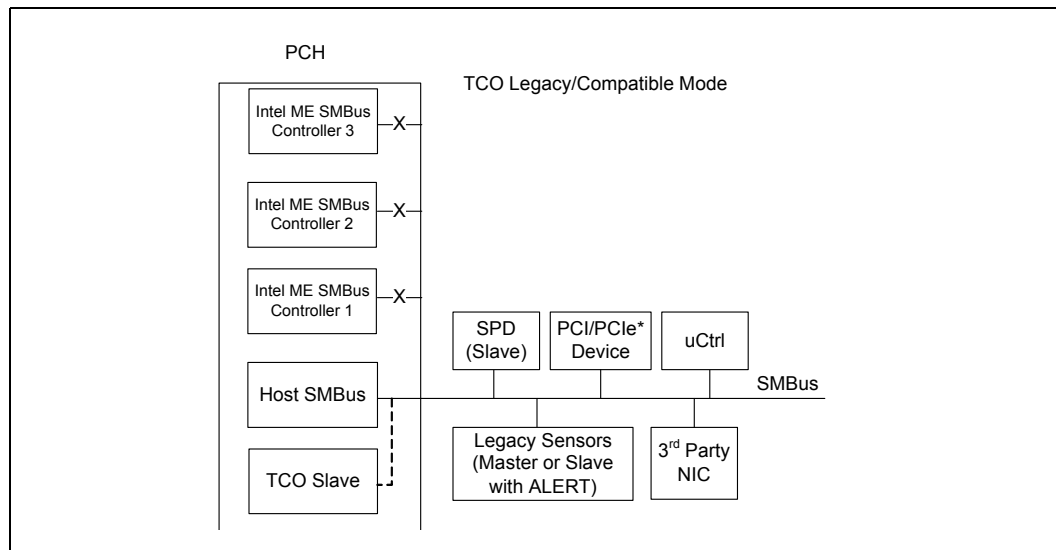 PCH
TCO Legacy/Compatible Mode
Intel ME SMBus
Controller 3
X
Intel ME SMBus
Controller 2
X
Intel ME SMBus
Controller 1
X
SPD
(Slave)
PCI/PCIe*
Device
uCtrl
Host SMBus
SMBus
Legacy Sensors
(Master or Slave
with ALERT)
3rd Party
NIC
TCO Slave